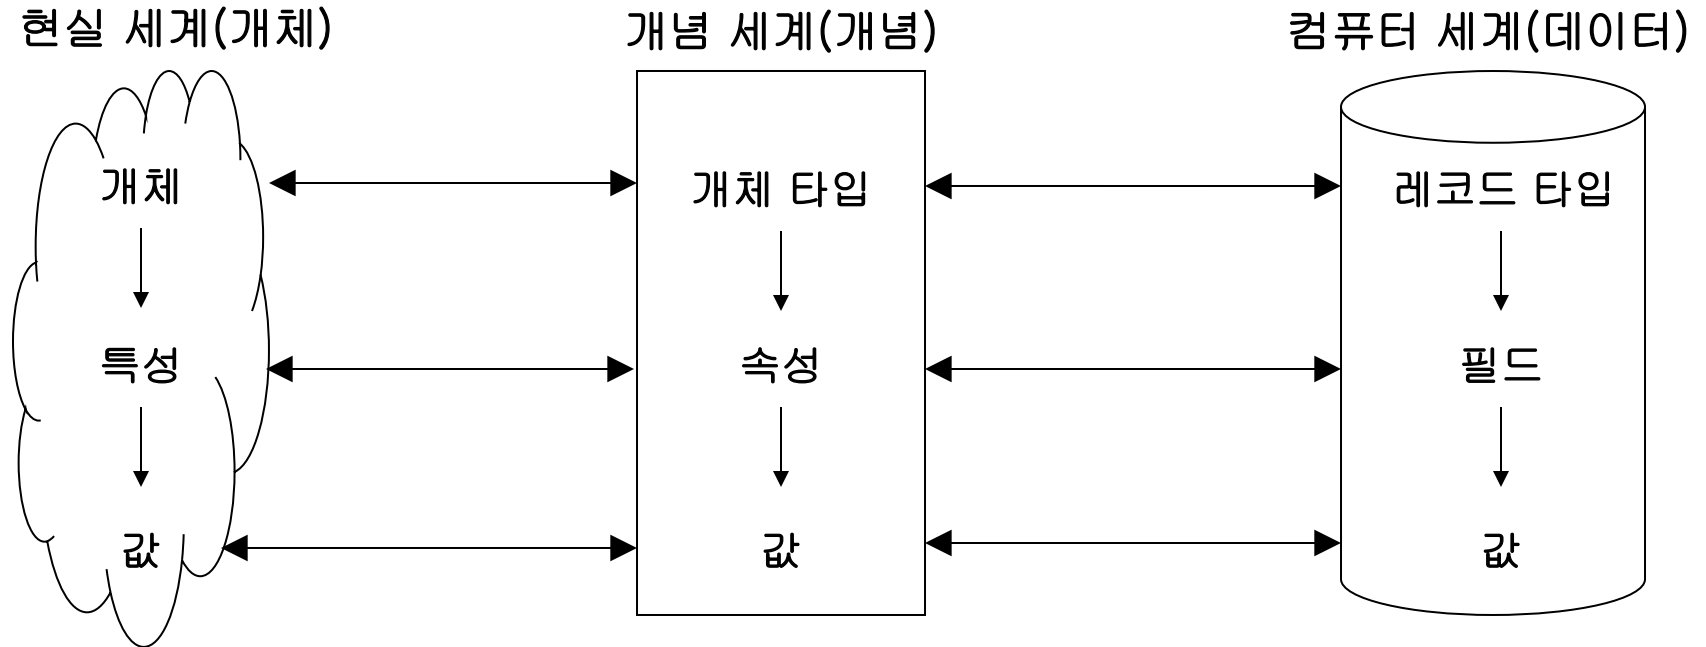 현실 세계(개체)
개념 세계(개념)
컴퓨터 세계(데이터)
개체
개체 타입
레코드 타입
특성
속성
필드
값
값
값